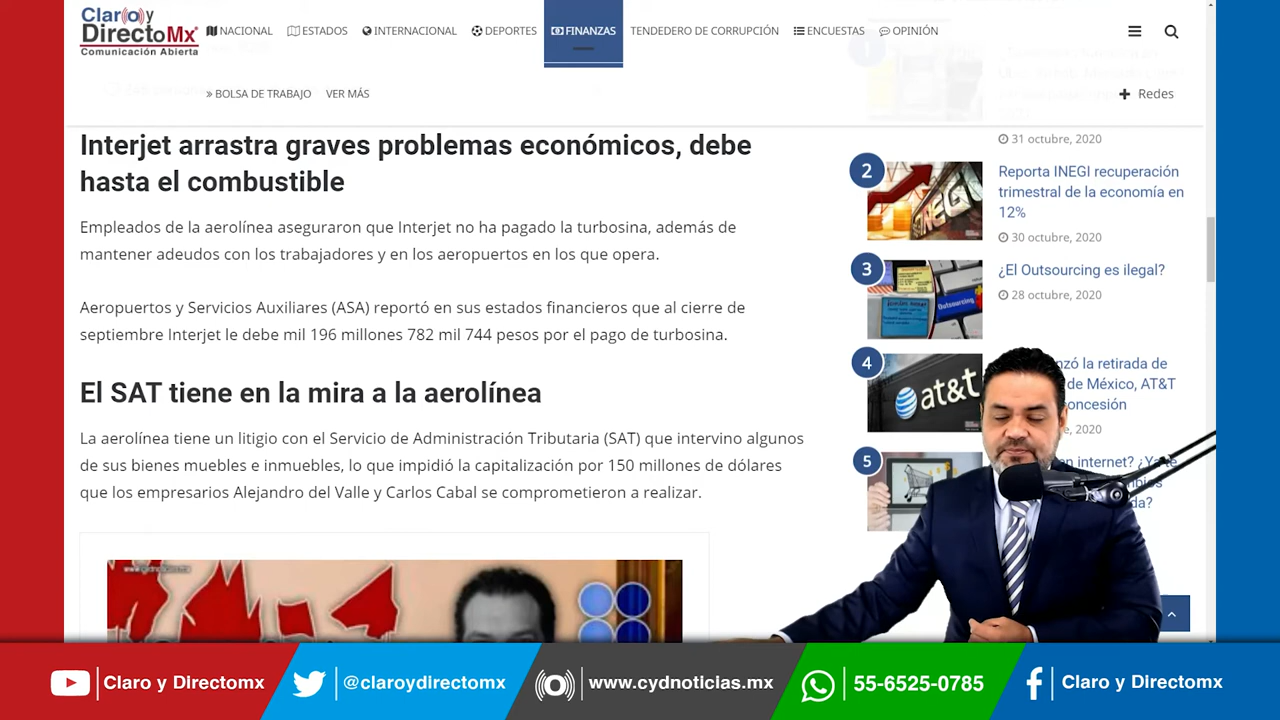 Claro y
DirectoMx
Comunicación Abierta
NACIONAL
ESTADOS
INTERNACIONAL
DEPORTES
FINANZAS
TENDEDERO DE CORRUPCIÓN
ENCUESTAS
OPINIÓN
» BOLSA DE TRABAJO
VER MÁS
+ Redes
Interjet arrastra graves problemas económicos, debe
hasta el combustible
Empleados de la aerolínea aseguraron que Interjet no ha pagado la turbosina, además de
mantener adeudos con los trabajadores y en los aeropuertos en los que opera.
Aeropuertos y Servicios Auxiliares (ASA) reportó en sus estados financieros que al cierre de
septiembre Interjet le debe mil 196 millones 782 mil 744 pesos por el pago de turbosina.
El SAT tiene en la mira a la aerolínea
La aerolínea tiene un litigio con el Servicio de Administración Tributaria (SAT) que intervino algunos
de sus bienes muebles e inmuebles, lo que impidió la capitalización por 150 millones de dólares
que los empresarios Alejandro del Valle y Carlos Cabal se comprometieron a realizar.
31 octubre, 2020
2
INEGI
Reporta INEGI recuperación
trimestral de la economía en
12%
30 octubre, 2020
3
Outsourcing
¿El Outsourcing es ilegal?
28 octubre, 2020
4
at&t
la retirada de
de México, AT&T
concesión
2020
5
internet?
Claro y Directomx
@claroydirectomx
www.cydnoticias.mx
55-6525-0785
Claro y Directomx